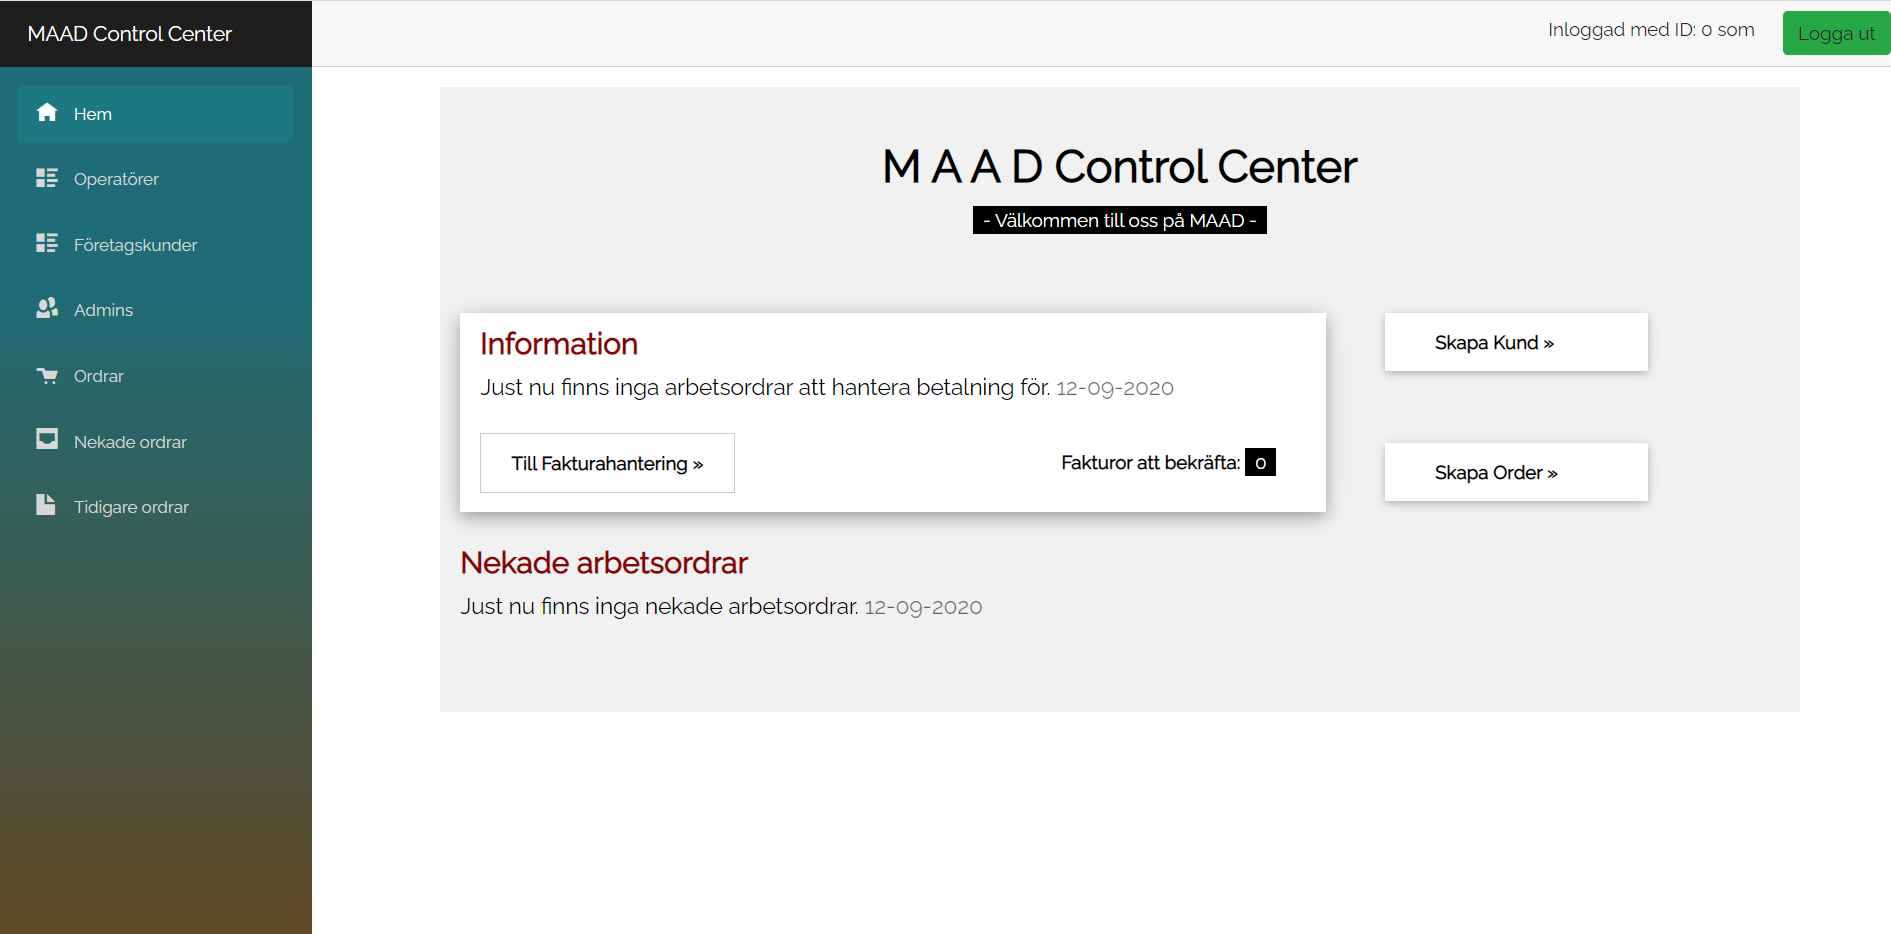 MAAD Control Center
Inloggad med ID: 0 som
Logga ut
Hem
Operatörer
Företagskunder
Admins
Ordrar
Nekade ordrar
Tidigare ordrar
M A A D Control Center
- Välkommen till oss på MAAD -
Information
Just nu finns inga arbetsordrar att hantera betalning för. 12-09-2020
Till Fakturahantering »
Fakturor att bekräfta: 0
Skapa Kund »
Skapa Order »
Nekade arbetsordrar
Just nu finns inga nekade arbetsordrar. 12-09-2020